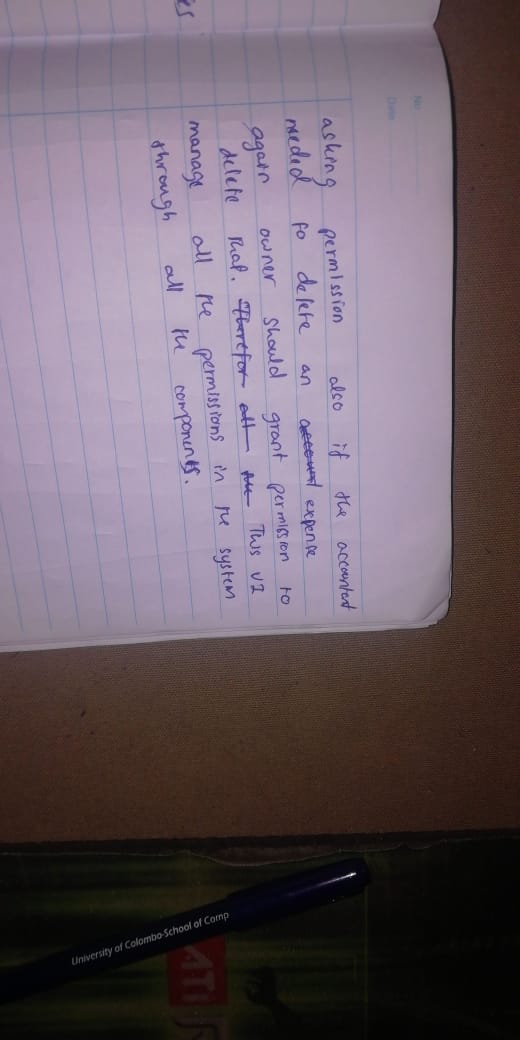 No
Date
asking permission also if the accountant
needed to delete an account expense
again owner should grant permission to
delete that. Therefor all All This UI
manage all the permissions in the system
through all the components.
es
University of Colombo School of Comp
ATI